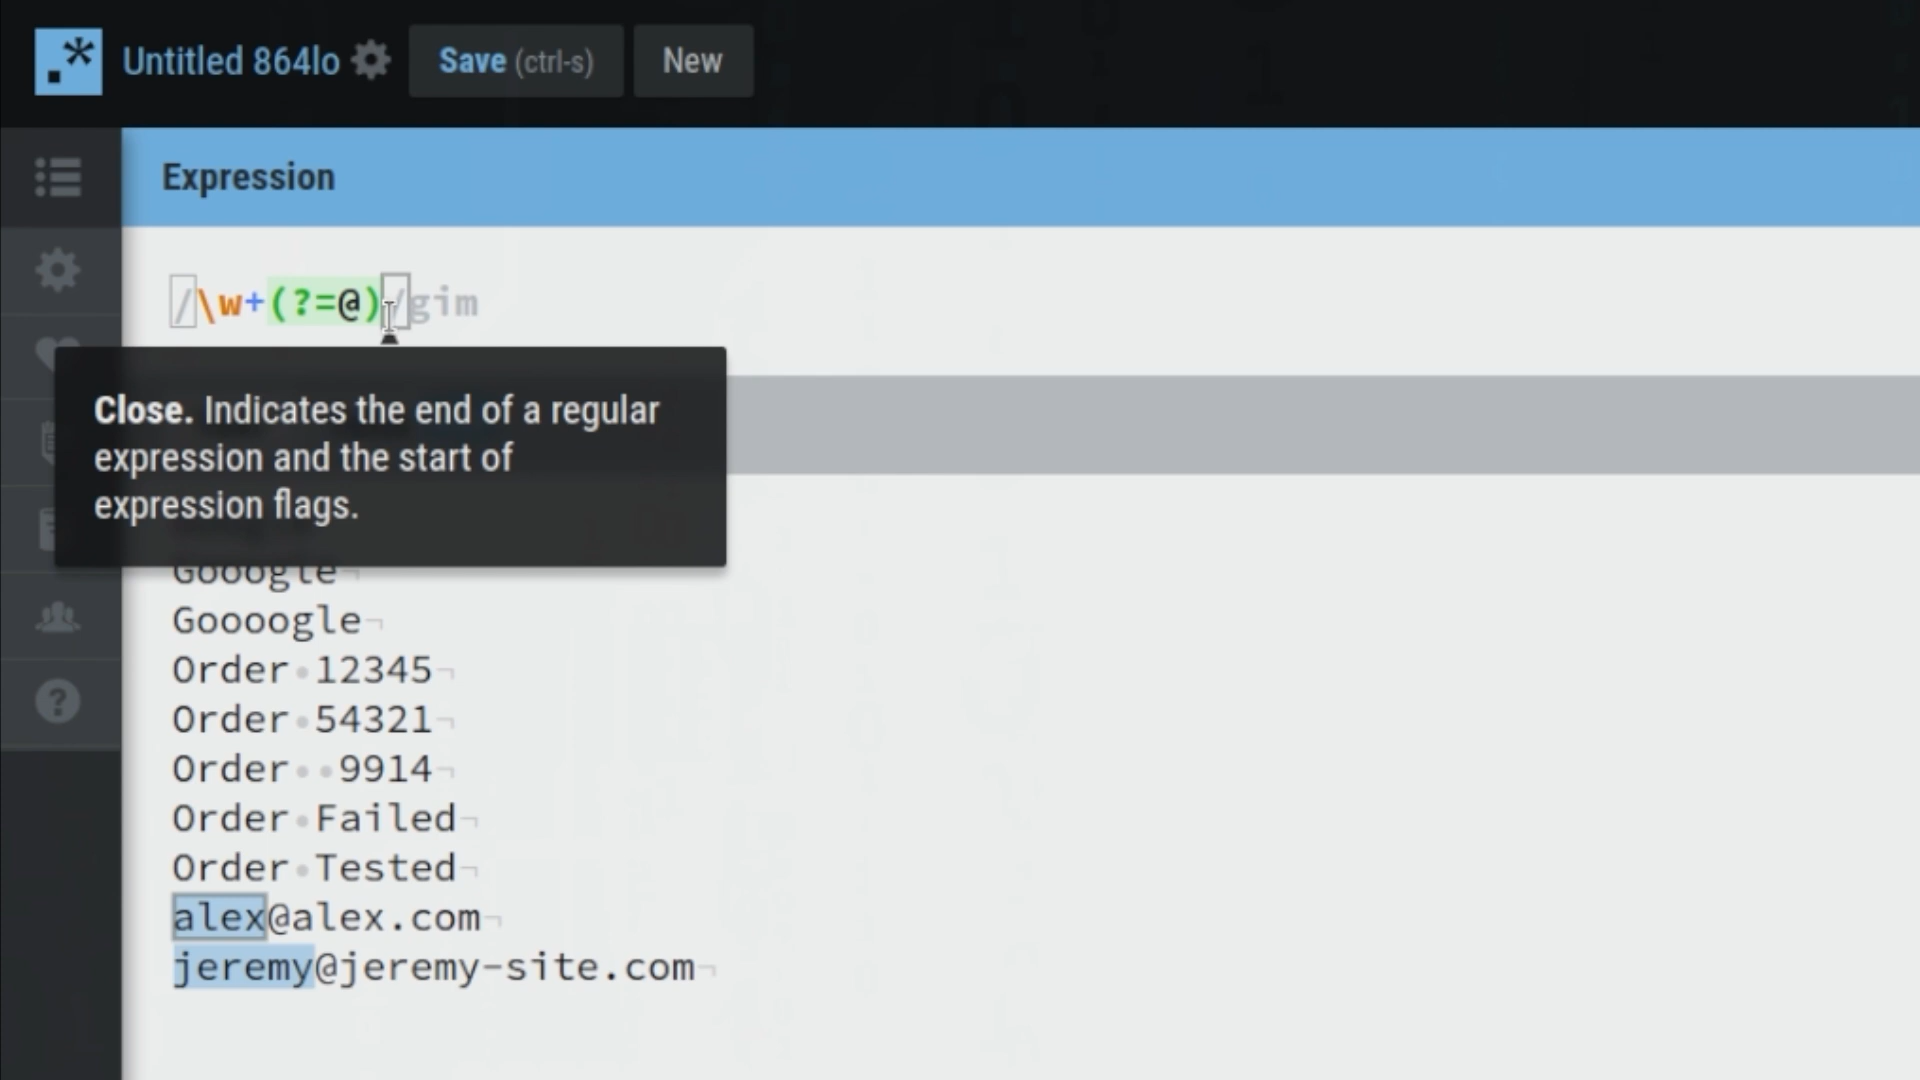 .*
Untitled 864lo
Save (ctrl-s)
New
Expression
/\w+(?=@)/gim
Close. Indicates the end of a regular
expression and the start of
expression flags.
Gooogle¬
Goooogle¬
Order•12345¬
Order•54321¬
Order••9914¬
Order•Failed¬
Order•Tested¬
alex@alex.com¬
jeremy@jeremy-site.com¬